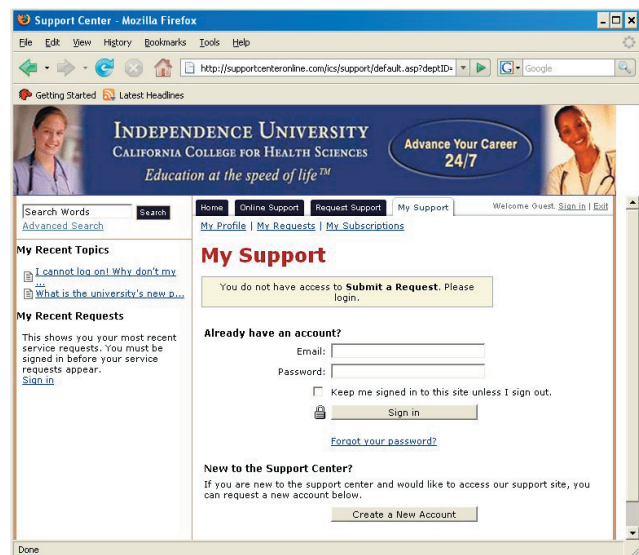 Support Center - Mozilla Firefox
File Edit View History Bookmarks Tools Help
http://supportcenteronline.com/ics/support/default.asp?deptID= G Google
Getting Started Latest Headlines
INDEPENDENCE UNIVERSITY
CALIFORNIA COLLEGE FOR HEALTH SCIENCES
Education at the speed of life™
Advance Your Career
24/7
Search Words Search
Advanced Search
My Recent Topics
I cannot log on! Why don't my
...
What is the university's new p...
My Recent Requests
This shows you your most recent
service requests. You must be
signed in before your service
requests appear.
Sign in
Home Online Support Request Support My Support Welcome Guest. Sign in | Exit
My Profile | My Requests | My Subscriptions
My Support
You do not have access to Submit a Request. Please
login.
Already have an account?
Email:
Password:
Keep me signed in to this site unless I sign out.
Sign in
Forgot your password?
New to the Support Center?
If you are new to the support center and would like to access our support site, you
can request a new account below.
Create a New Account
Done